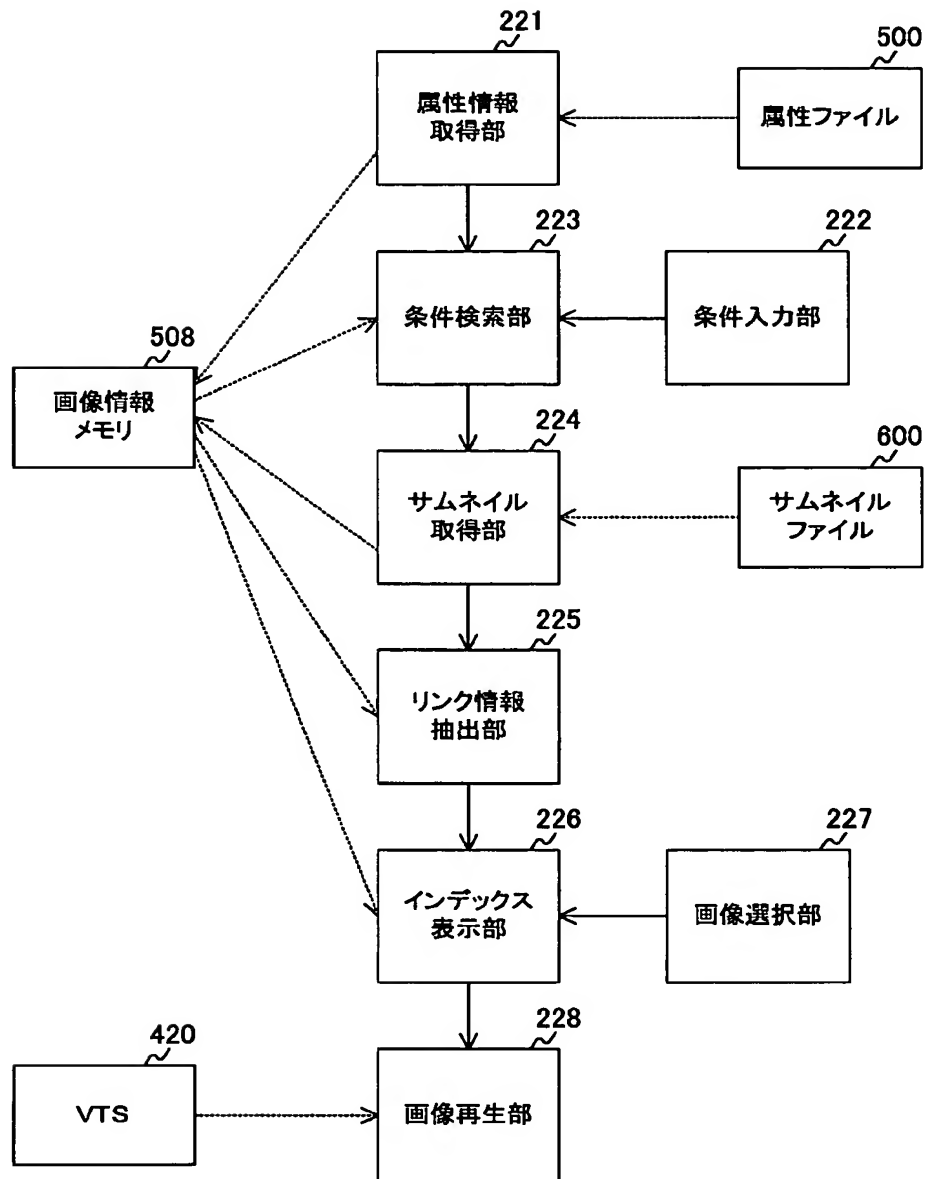 221
属性情報
取得部
500
属性ファイル
223
条件検索部
222
条件入力部
508
画像情報
メモリ
224
サムネイル
取得部
600
サムネイル
ファイル
225
リンク情報
抽出部
226
インデックス
表示部
227
画像選択部
420
VTS
228
画像再生部